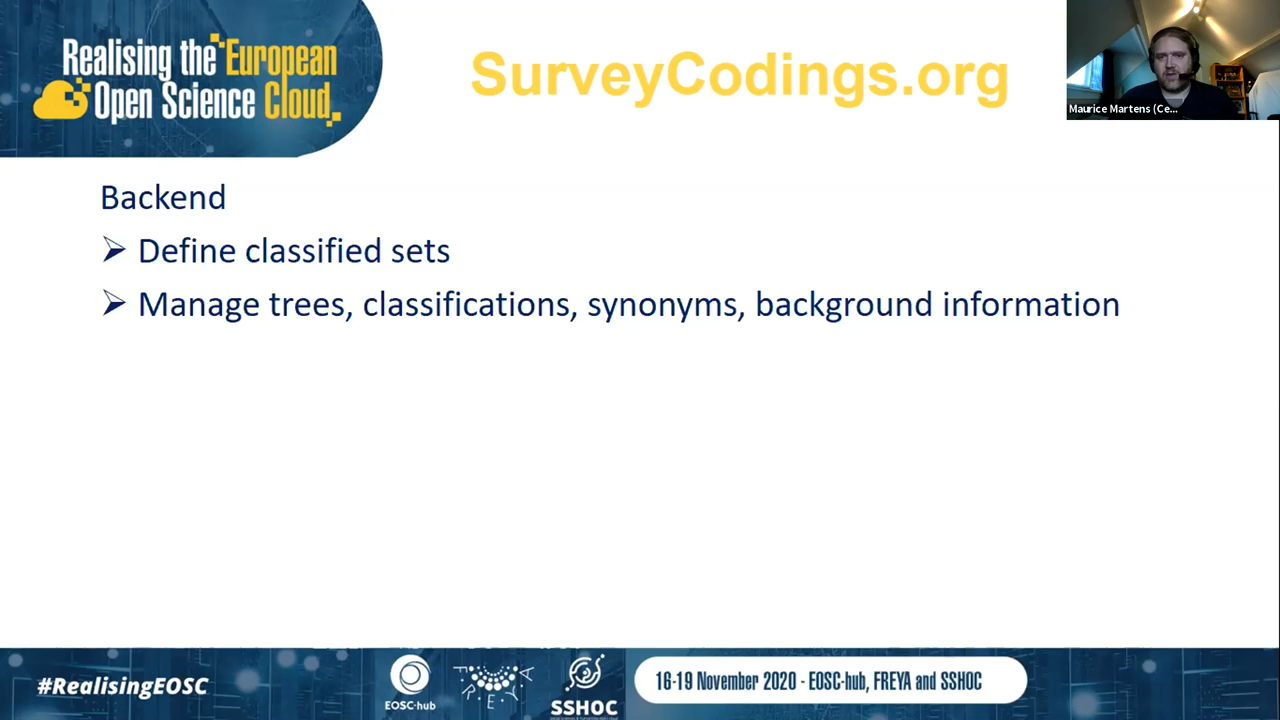 Realising the European
Open Science Cloud
SurveyCodings.org
Maurice Martens (Ce...
Backend
Define classified sets
Manage trees, classifications, synonyms, background information
#RealisingEOSC
EOSC-hub
FREYA
SSHOC
16-19 November 2020 - EOSC-hub, FREYA and SSHOC